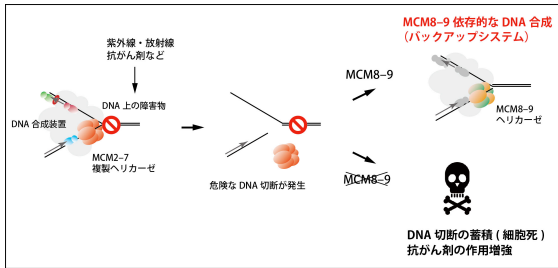 紫外線・放射線
抗がん剤など
DNA 上の障害物
DNA 合成装置
MCM2–7
複製ヘリカーゼ
危険な DNA 切断が発生
MCM8–9
MCM8–9
MCM8–9 依存的な DNA 合成
（バックアップシステム）
MCM8–9
ヘリカーゼ
DNA 切断の蓄積 ( 細胞死 )
抗がん剤の作用増強